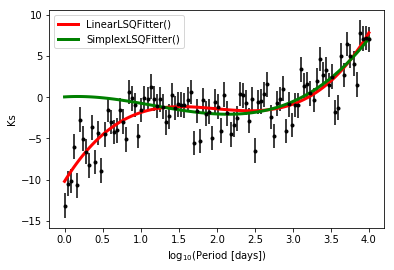 LinearLSQFitter()
SimplexLSQFitter()
10
5
0
−5
−10
−15
Ks
0.0 0.5 1.0 1.5 2.0 2.5 3.0 3.5 4.0
log₁₀(Period [days])